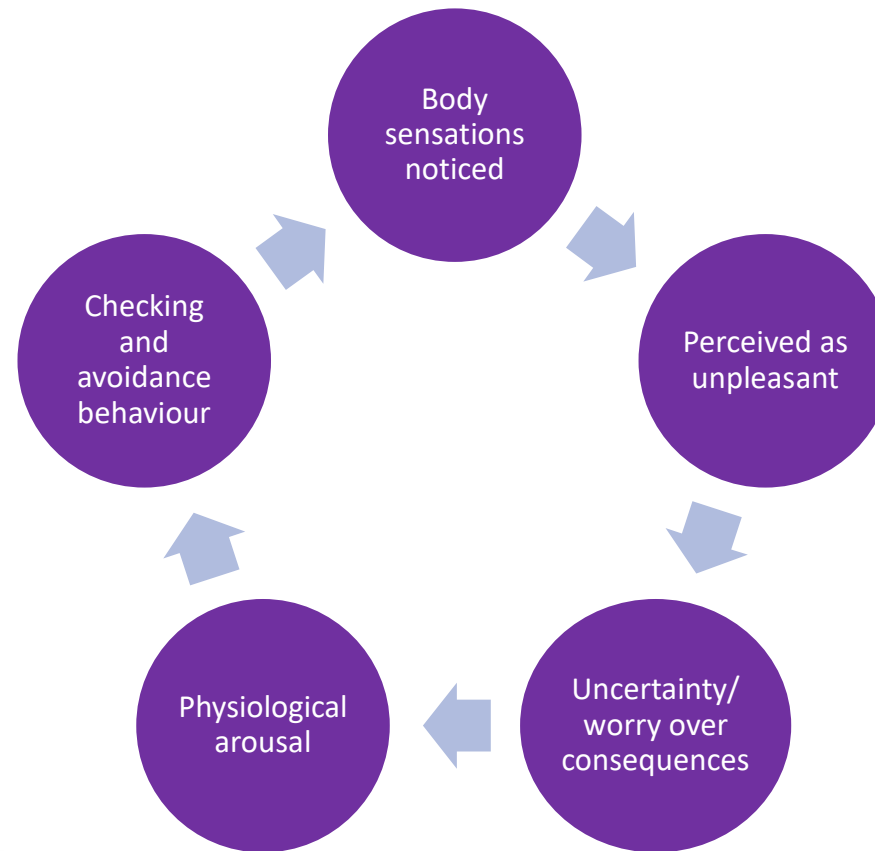 Body
sensations
noticed
Perceived as
unpleasant
Uncertainty/
worry over
consequences
Physiological
arousal
Checking
and
avoidance
behaviour